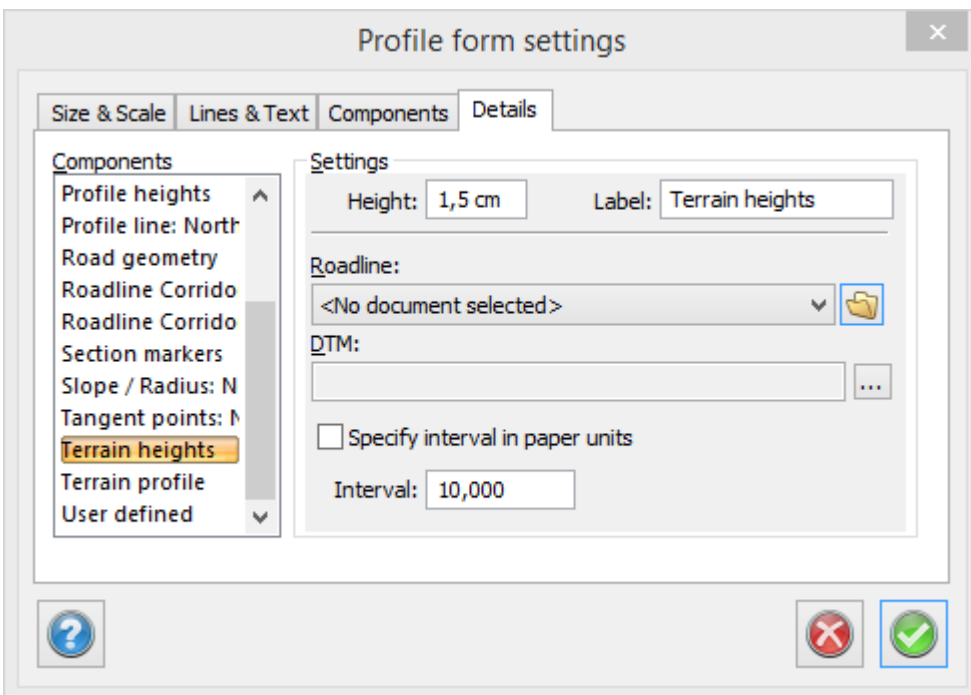 Profile form settings
Size & Scale
Lines & Text
Components
Details
Components
Profile heights
Profile line: North
Road geometry
Roadline Corrido
Roadline Corrido
Section markers
Slope / Radius: N
Tangent points: N
Terrain heights
Terrain profile
User defined
Settings
Height: 1,5 cm
Label: Terrain heights
Roadline:
<No document selected>
DTM:
...
Specify interval in paper units
Interval: 10,000